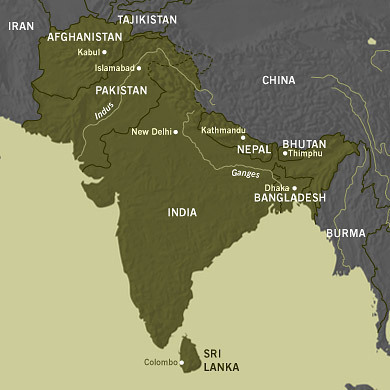 TAJIKISTAN
IRAN
AFGHANISTAN
Kabul
Islamabad
CHINA
PAKISTAN
Indus
New Delhi
Kathmandu
NEPAL
BHUTAN
Thimphu
Ganges
Dhaka
BANGLADESH
INDIA
BURMA
SRI
LANKA
Colombo